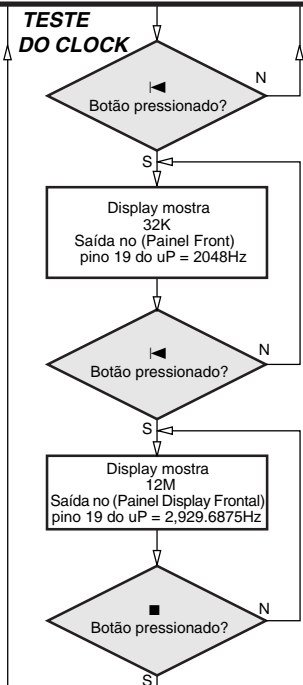 TESTE
DO CLOCK
|◀
Botão pressionado?
N
S
Display mostra
32K
Saída no (Painel Front)
pino 19 do uP = 2048Hz
|◀
Botão pressionado?
N
S
Display mostra
12M
Saída no (Painel Display Frontal)
pino 19 do uP = 2,929.6875Hz
■
Botão pressionado?
N
S